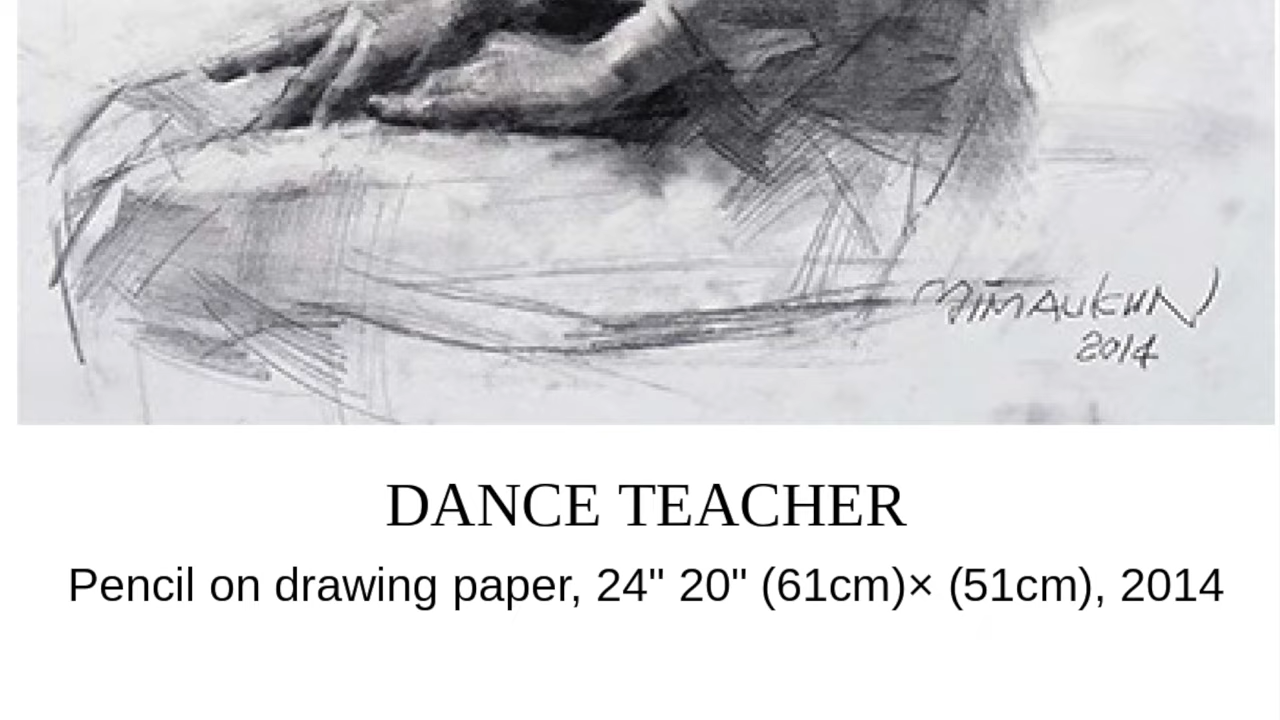 2014
DANCE TEACHER
Pencil on drawing paper, 24" 20" (61cm)× (51cm), 2014